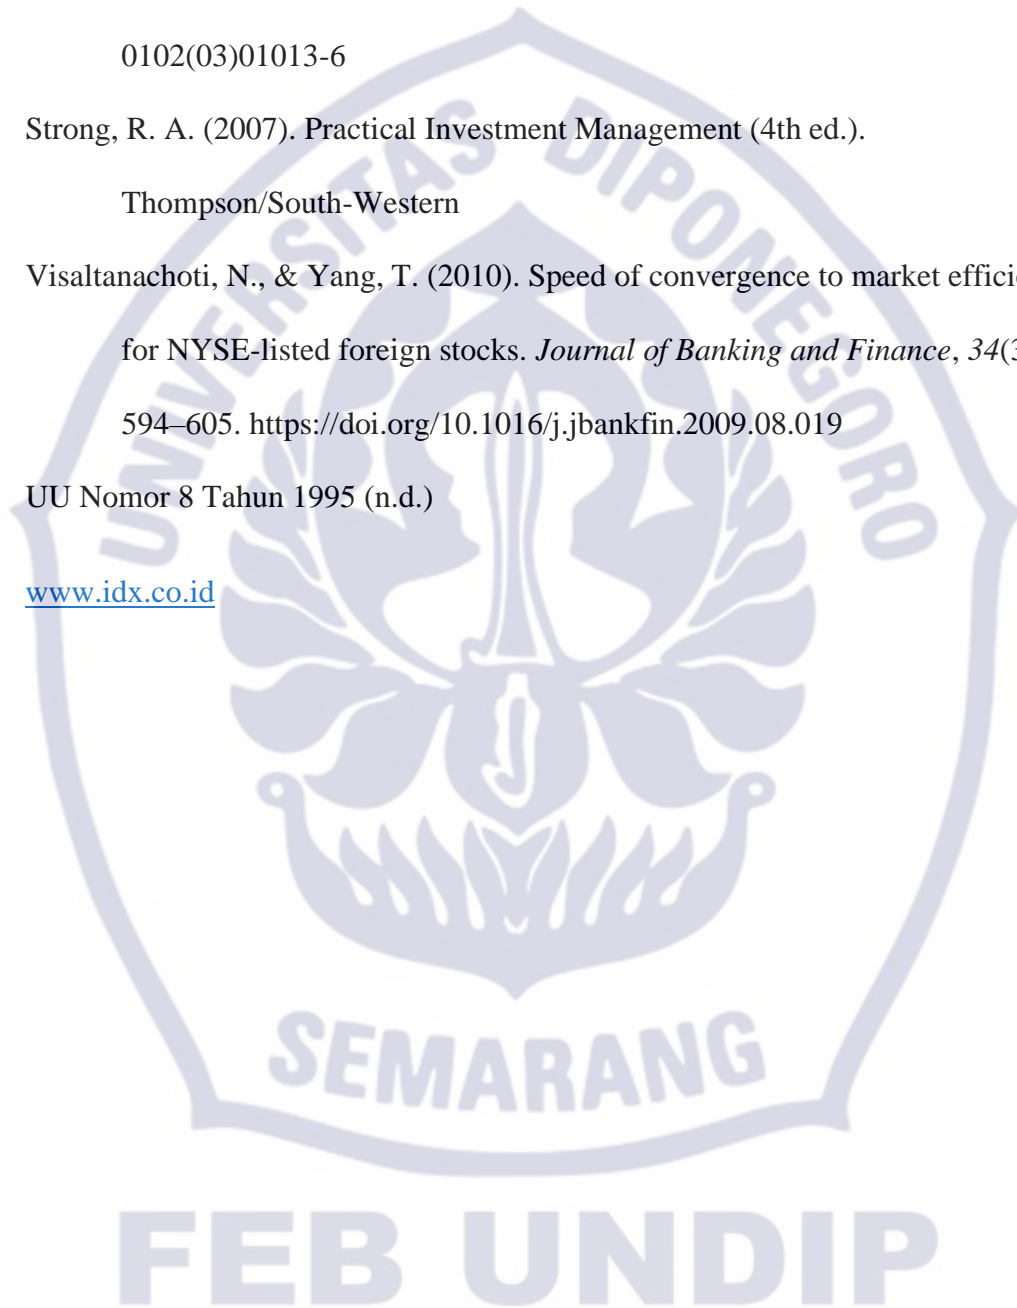 0102(03)01013-6
Strong, R. A. (2007). Practical Investment Management (4th ed.).
Thompson/South-Western
Visaltanachoti, N., & Yang, T. (2010). Speed of convergence to market effici
for NYSE-listed foreign stocks. Journal of Banking and Finance, 34(3
594–605. https://doi.org/10.1016/j.jbankfin.2009.08.019
UU Nomor 8 Tahun 1995 (n.d.)
www.idx.co.id
UNIVERSITAS DIPONEGORO
SEMARANG
FEB UNDIP